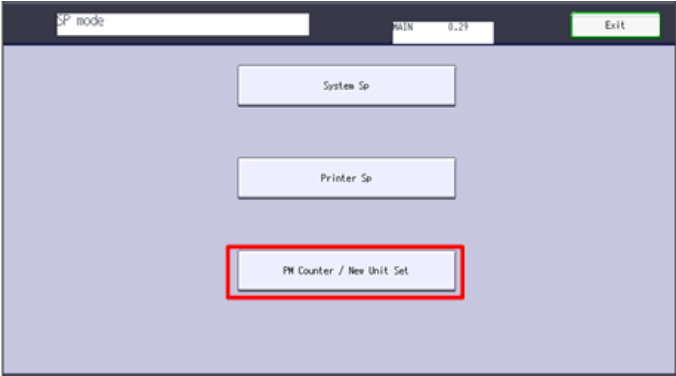 SP mode
MAIN 0.29
Exit
System Sp
Printer Sp
PM Counter / New Unit Set